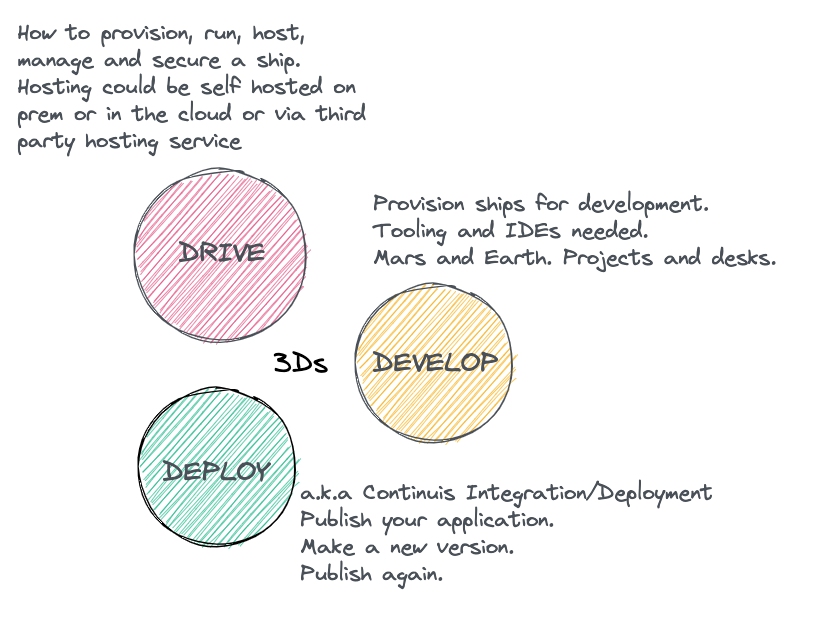 How to provision, run, host,
manage and secure a ship.
Hosting could be self hosted on
prem or in the cloud or via third
party hosting service
DRIVE
Provision ships for development.
Tooling and IDEs needed.
Mars and Earth. Projects and desks.
3Ds
DEVELOP
DEPLOY
a.k.a Continuis Integration/Deployment
Publish your application.
Make a new version.
Publish again.